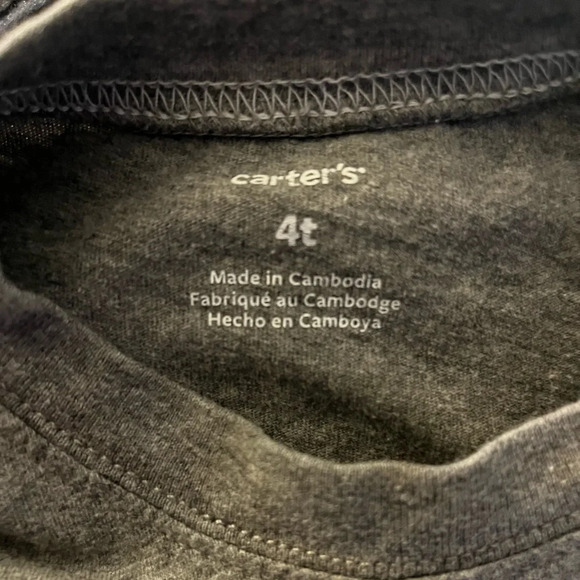 carter's
4t
Made in Cambodia
Fabriqué au Cambodge
Hecho en Camboya